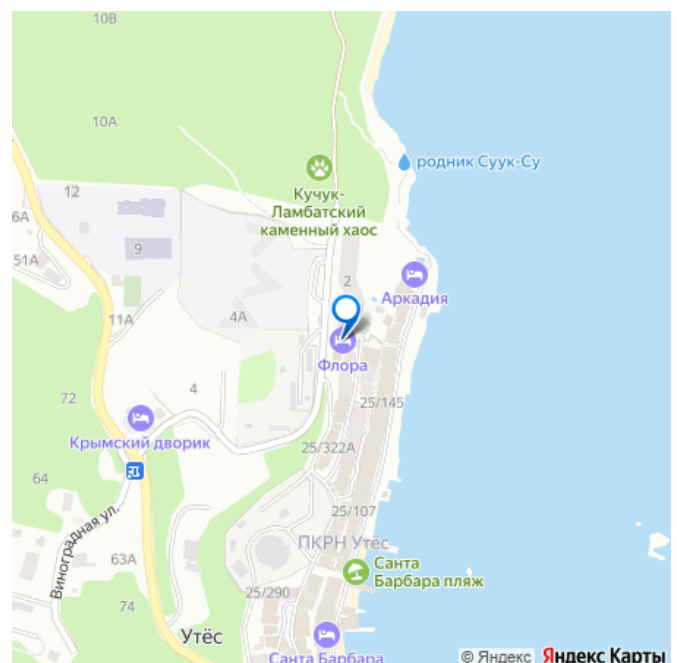 10В
10А
родник Суук-Су
12
Кучук-
Ламбатский
каменный хаос
6А
9
51А
2
Аркадия
11А
4А
Флора
72
4
25/145
Крымский дворик
25/322А
64
25/107
Виноградная ул.
ПКРН Утёс
63А
Санта
Барбара пляж
25/290
74
Утёс
Санта Барбара
© Яндекс Яндекс Карты